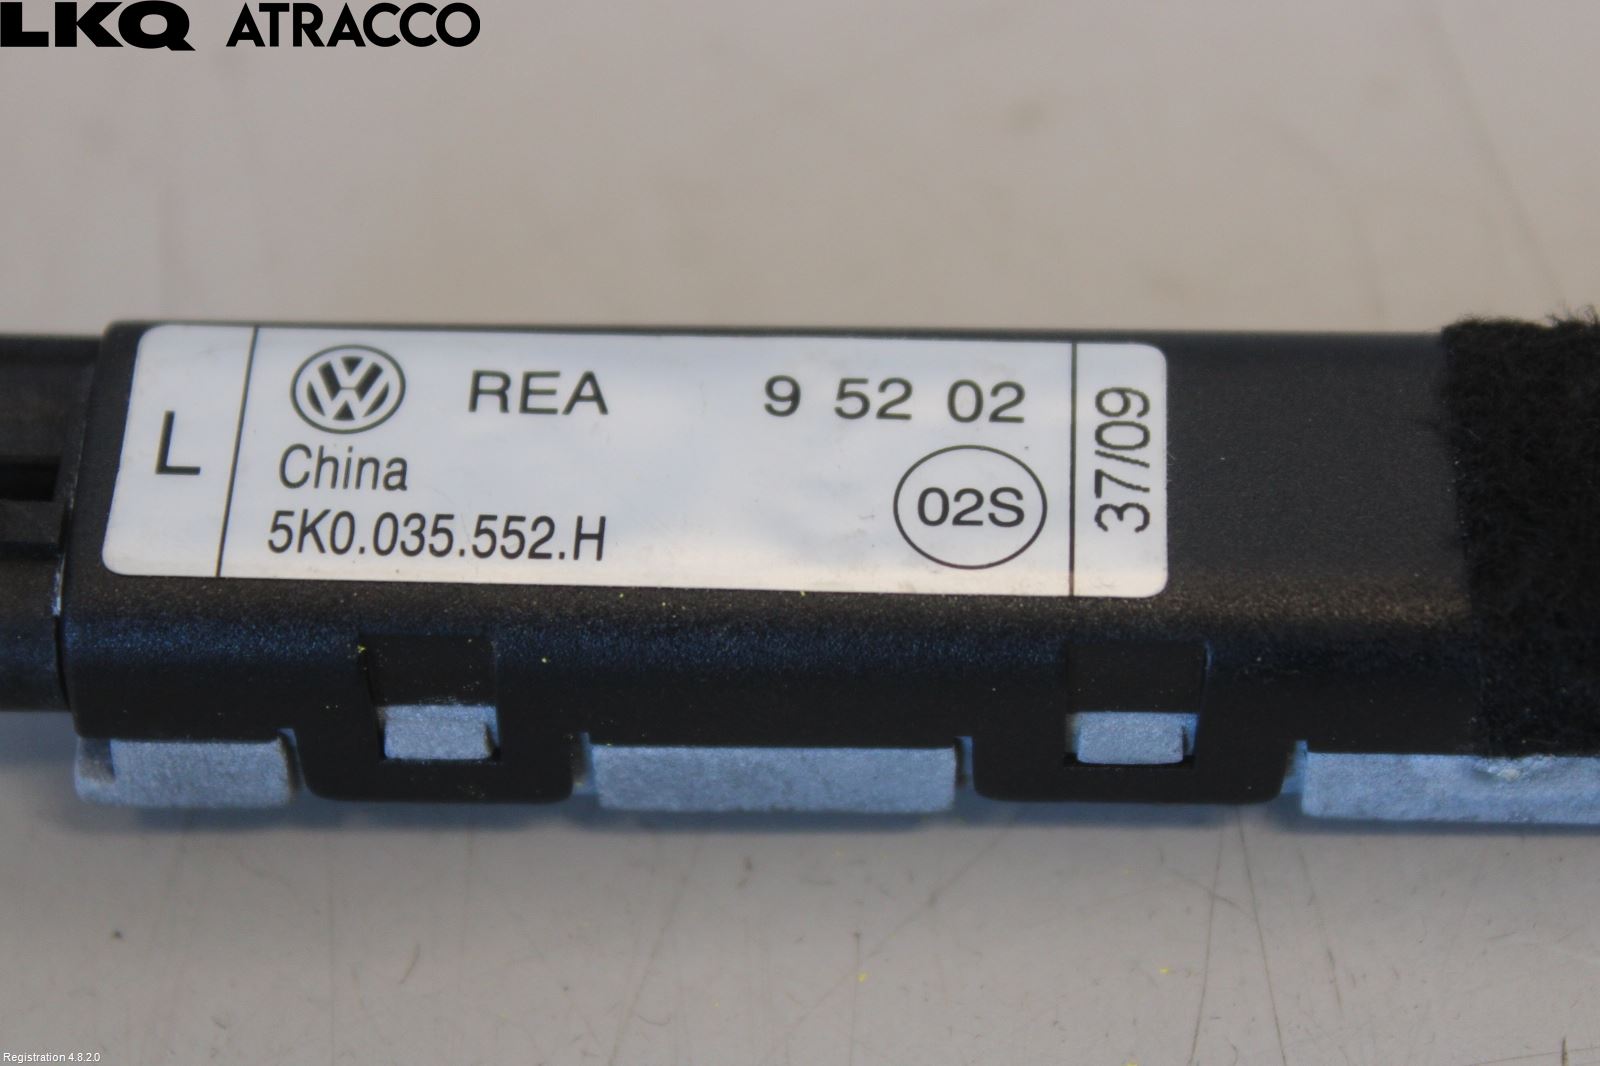 LKQ ATRACCO
L
REA 9 52 02
China
02S
5K0.035.552.H
37/09
Registration 4.8.2.0